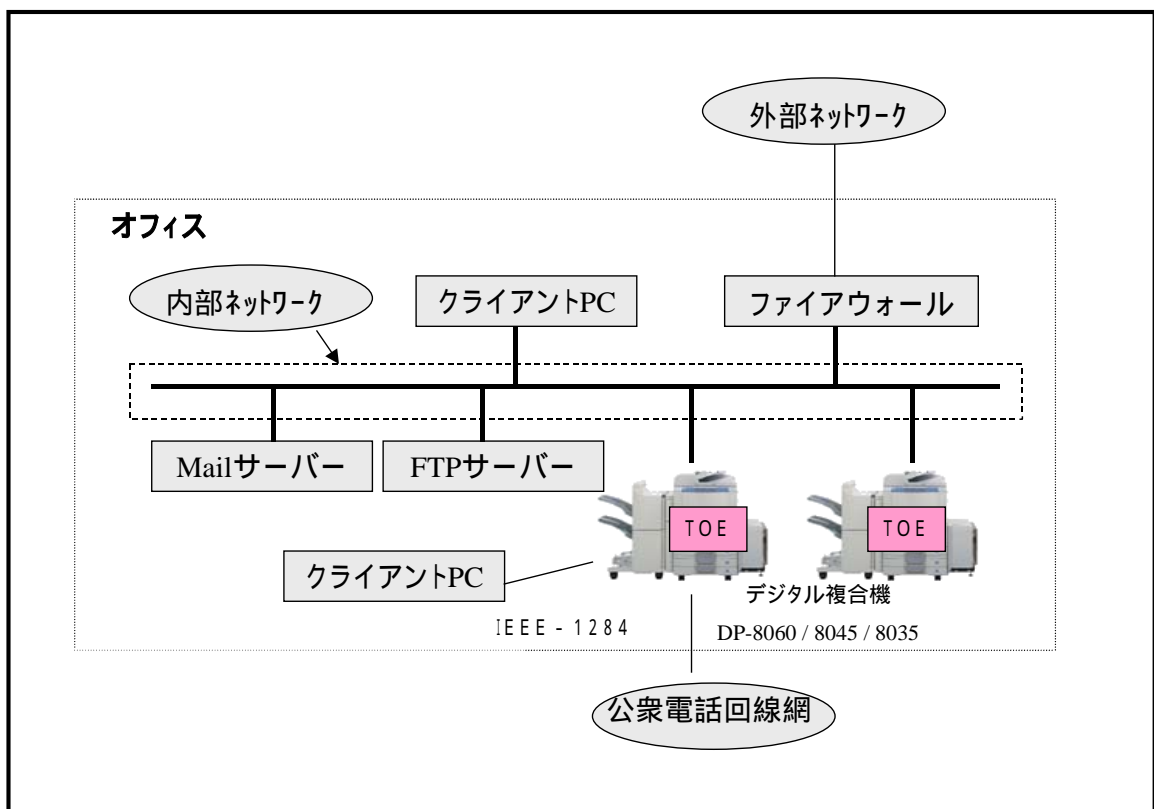 外部ネットワーク
オフィス
内部ネットワーク
クライアントPC
ファイアウォール
Mailサーバー
FTPサーバー
TOE
TOE
クライアントPC
デジタル複合機
IEEE-1284
DP-8060 / 8045 / 8035
公衆電話回線網